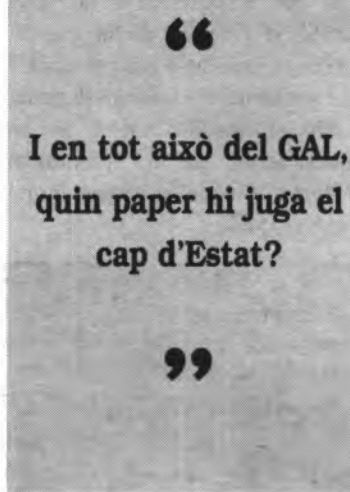 “
I en tot això del GAL,
quin paper hi juga el
cap d'Estat?
”